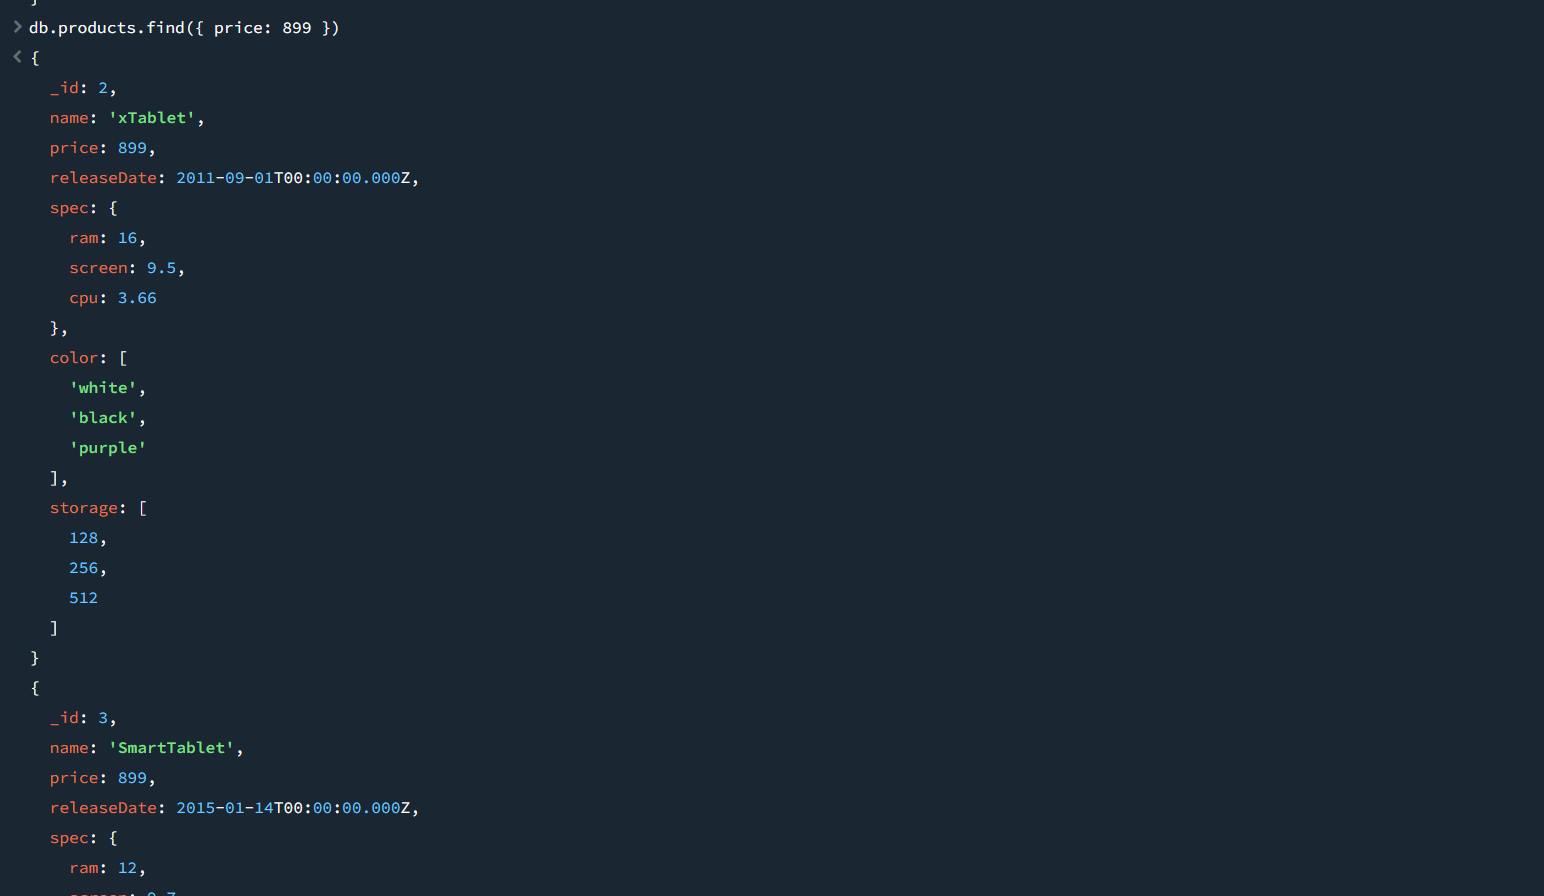 }
> db.products.find({ price: 899 })
< {
_id: 2,
name: 'xTablet',
price: 899,
releaseDate: 2011-09-01T00:00:00.000Z,
spec: {
ram: 16,
screen: 9.5,
cpu: 3.66
},
color: [
'white',
'black',
'purple'
],
storage: [
128,
256,
512
]
}
{
_id: 3,
name: 'SmartTablet',
price: 899,
releaseDate: 2015-01-14T00:00:00.000Z,
spec: {
ram: 12,